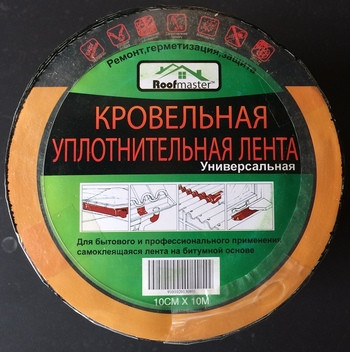 Ремонт,герметизация,защита
Roofmaster
КРОВЕЛЬНАЯ
УПЛОТНИТЕЛЬНАЯ ЛЕНТА
Универсальная
Для бытового и профессионального применения
самоклеящаяся лента на битумной основе
10СМ X 10М